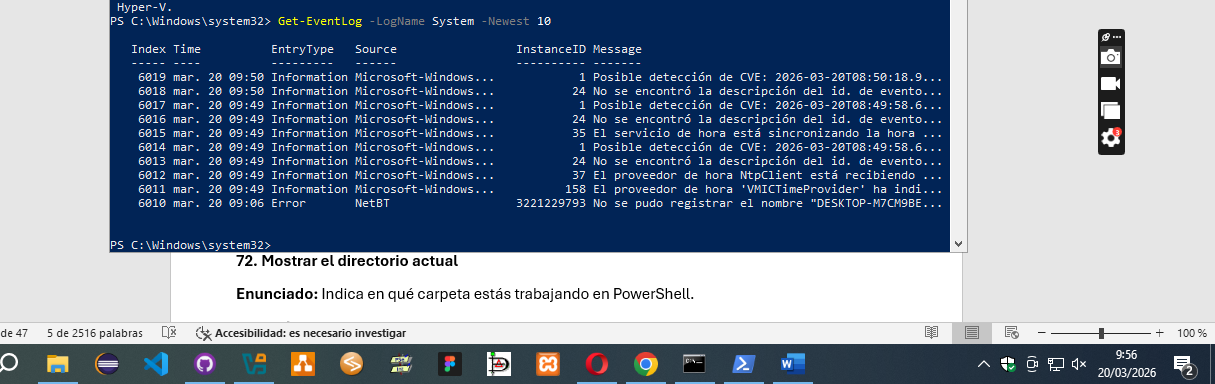 Hyper-V.
PS C:\Windows\system32> Get-EventLog -LogName System -Newest 10
Index Time EntryType Source InstanceID Message
----- ---- --------- ------ ---------- -------
6019 mar. 20 09:50 Information Microsoft-Windows... 1 Posible detección de CVE: 2026-03-20T08:50:18.9...
6018 mar. 20 09:50 Information Microsoft-Windows... 24 No se encontró la descripción del id. de evento...
6017 mar. 20 09:49 Information Microsoft-Windows... 1 Posible detección de CVE: 2026-03-20T08:49:58.6...
6016 mar. 20 09:49 Information Microsoft-Windows... 24 No se encontró la descripción del id. de evento...
6015 mar. 20 09:49 Information Microsoft-Windows... 35 El servicio de hora está sincronizando la hora ...
6014 mar. 20 09:49 Information Microsoft-Windows... 1 Posible detección de CVE: 2026-03-20T08:49:58.6...
6013 mar. 20 09:49 Information Microsoft-Windows... 24 No se encontró la descripción del id. de evento...
6012 mar. 20 09:49 Information Microsoft-Windows... 37 El proveedor de hora NtpClient está recibiendo ...
6011 mar. 20 09:49 Information Microsoft-Windows... 158 El proveedor de hora 'VMICTimeProvider' ha indi...
6010 mar. 20 09:06 Error NetBT 3221229793 No se pudo registrar el nombre "DESKTOP-M7CM9BE...
PS C:\Windows\system32>
72. Mostrar el directorio actual
Enunciado: Indica en qué carpeta estás trabajando en PowerShell.
de 47 5 de 2516 palabras Accesibilidad: es necesario investigar 100 %
9:56
20/03/2026
2